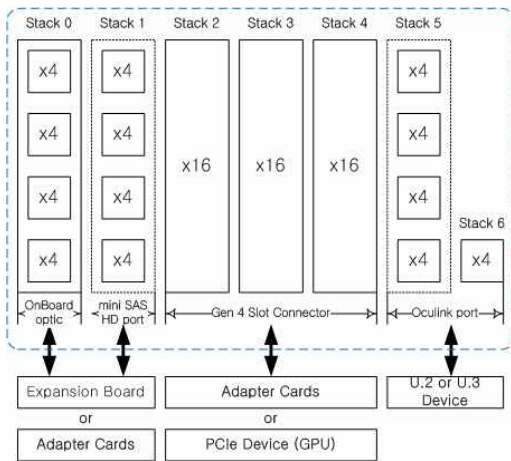 Stack 0
Stack 1
Stack 2
Stack 3
Stack 4
Stack 5
x4
x4
x4
x4
x4
x4
x4
x4
x4
x4
x16
x16
x16
Stack 6
x4
x4
x4
OnBoard
optic
mini SAS
HD port
Gen 4 Slot Connector
Oculink port
Expansion Board
Adapter Cards
U.2 or U.3
Device
or
or
Adapter Cards
PCIe Device (GPU)